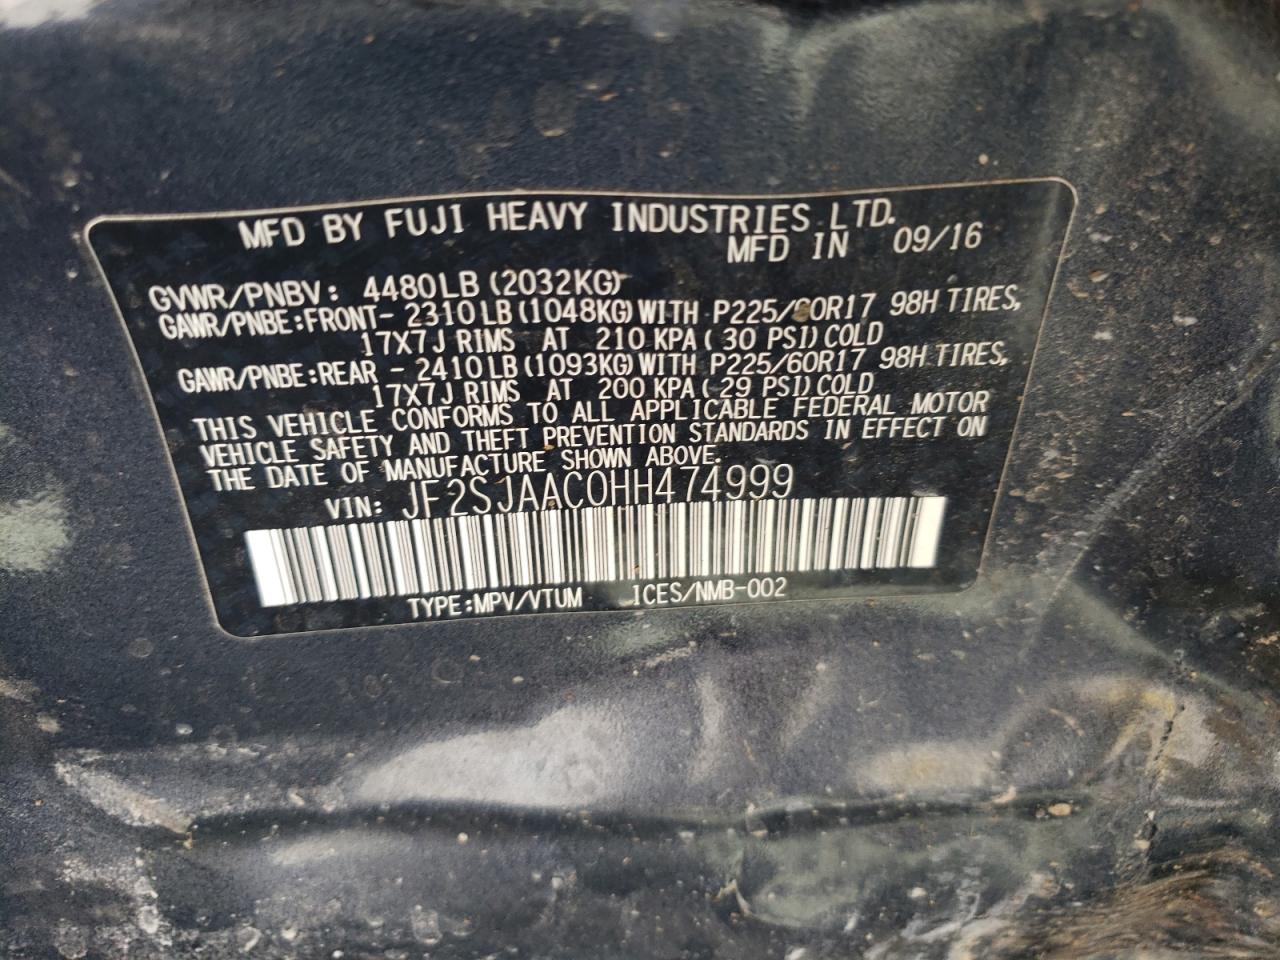 MFD BY FUJI HEAVY INDUSTRIES LTD.
MFD IN 09/16
GVWR/PNBV: 4480LB (2032KG)
GAWR/PNBE:FRONT- 2310LB(1048KG)WITH P225/60R17 98H TIRES,
17X7J RIMS AT 210 KPA( 30 PSI)COLD
GAWR/PNBE:REAR - 2410LB(1093KG)WITH P225/60R17 98H TIRES,
17X7J RIMS AT 200 KPA( 29 PSI)COLD
THIS VEHICLE CONFORMS TO ALL APPLICABLE FEDERAL MOTOR
VEHICLE SAFETY AND THEFT PREVENTION STANDARDS IN EFFECT ON
THE DATE OF MANUFACTURE SHOWN ABOVE.
VIN: JF2SJAAC0HH474999
TYPE:MPV/VTUM ICES/NMB-002